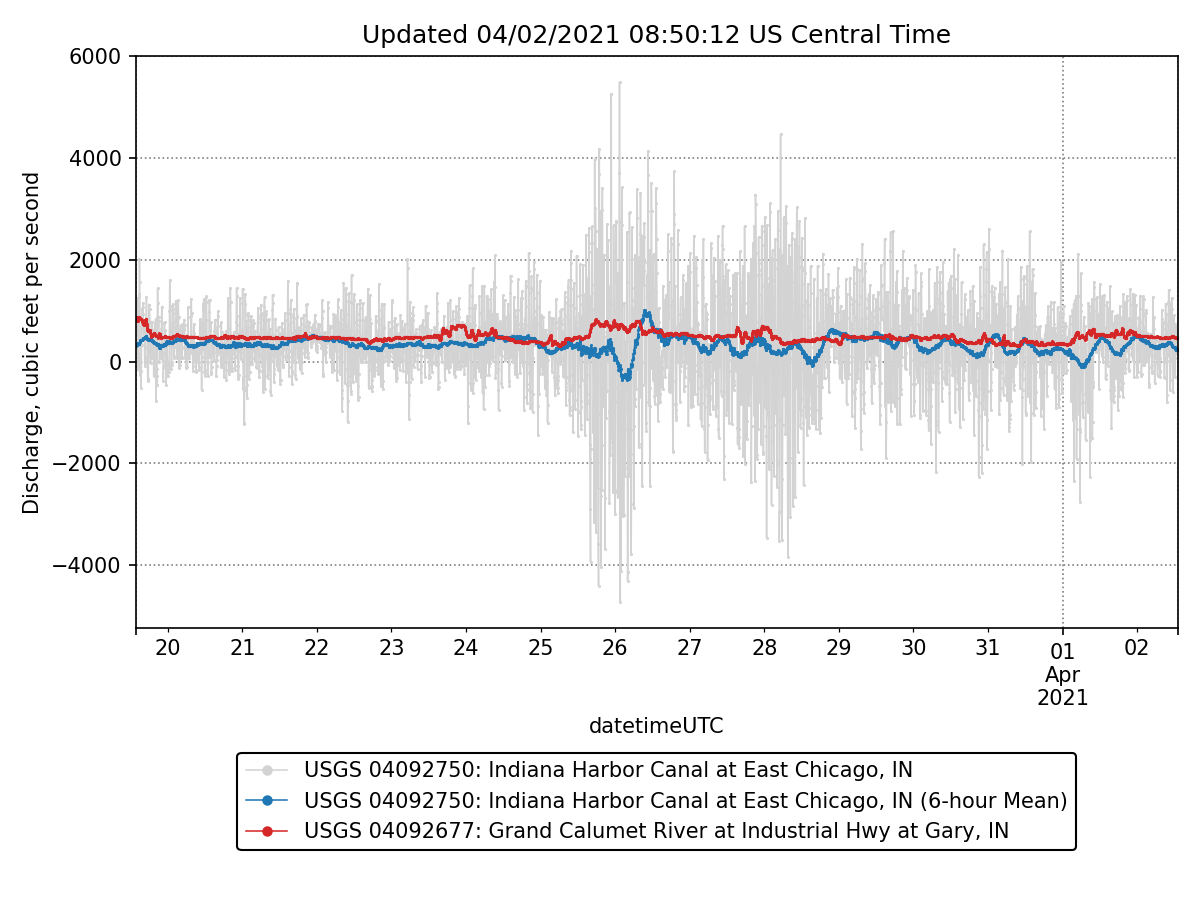 Updated 04/02/2021 08:50:12 US Central Time
6000
4000
2000
0
−2000
−4000
Discharge, cubic feet per second
20 21 22 23 24 25 26 27 28 29 30 31 01 02
Apr
2021
datetimeUTC
USGS 04092750: Indiana Harbor Canal at East Chicago, IN
USGS 04092750: Indiana Harbor Canal at East Chicago, IN (6-hour Mean)
USGS 04092677: Grand Calumet River at Industrial Hwy at Gary, IN